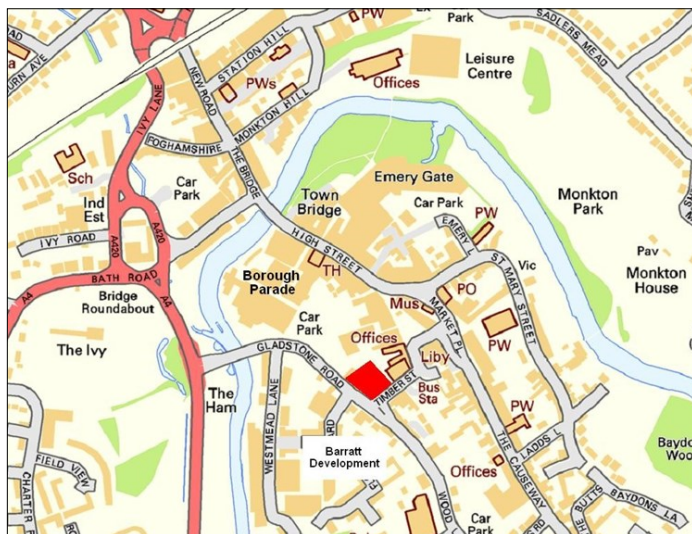 Park
SADLERS MEAD
STATION HILL
NEW ROAD
PW
Leisure
Centre
PWs
Offices
IVY LANE
MONKTON HILL
FOGHAMSHIRE
THE BRIDGE
Sch
Car
Park
Ind
Est
Emery Gate
Town
Bridge
Car Park
PW
EMERY L
Monkton
Park
IVY ROAD
A420
A420
HIGH STREET
ST MARY STREET
Vic
Pav
Monkton
House
BATH ROAD
A4
A4
Bridge
Roundabout
Borough
Parade
TH
PO
Mus
MARKET PL
Car
Park
Offices
PW
The Ivy
GLADSTONE ROAD
Liby
TIMBER ST
Bus
Sta
The
Ham
WESTMEAD LANE
PW
LADDS L
Barratt
Development
FIELD VIEW
Offices
THE CAUSEWAY
Baydo
Woo
CHARTER
WOOD
Car
Park
THE
BUTTS
BAYDONS LA